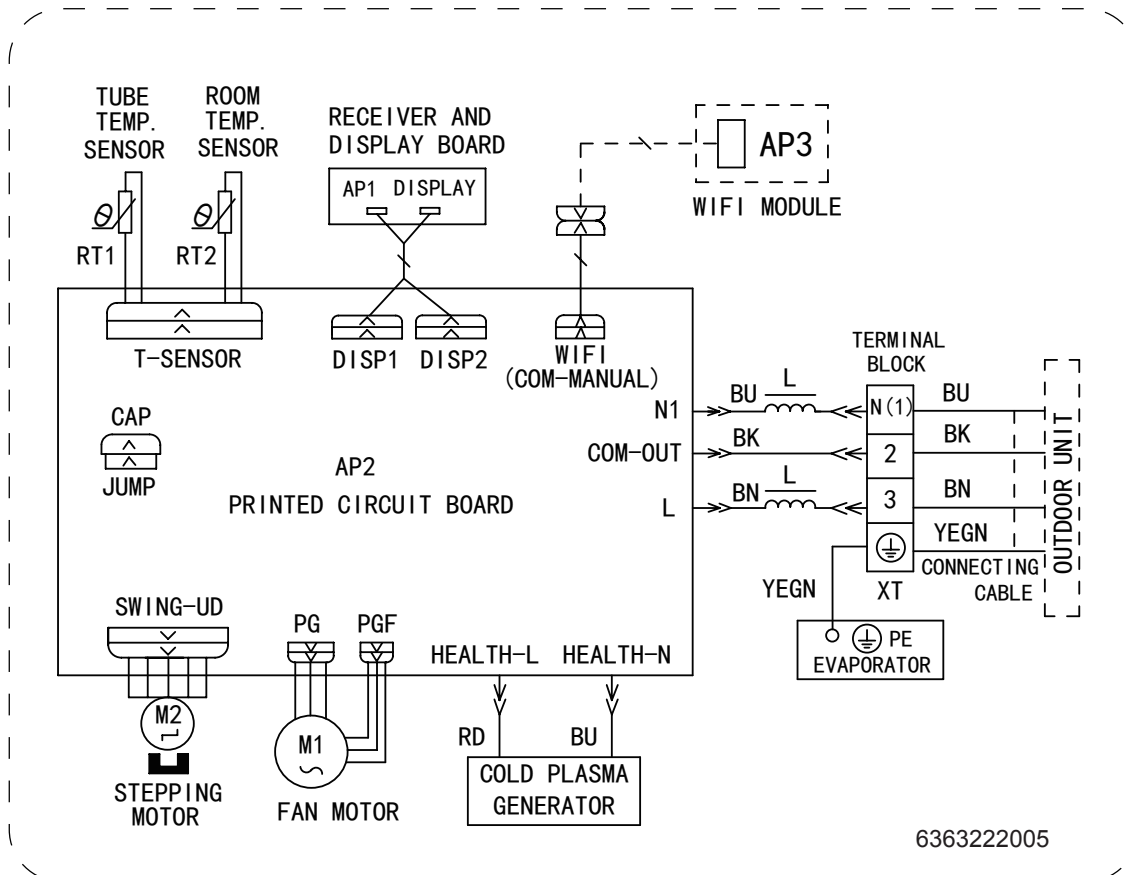 TUBE
TEMP.
SENSOR
ROOM
TEMP.
SENSOR
RECEIVER AND
DISPLAY BOARD
AP1 DISPLAY
AP3
WIFI MODULE
θ
RT1
θ
RT2
T-SENSOR
DISP1
DISP2
WIFI
(COM-MANUAL)
TERMINAL
BLOCK
CAP
JUMP
AP2
PRINTED CIRCUIT BOARD
N1
BU
L
N(1)
BU
COM-OUT
BK
2
BK
L
BN
L
3
BN
YEGN
OUTDOOR UNIT
CONNECTING
CABLE
XT
YEGN
PE
EVAPORATOR
SWING-UD
PG
PGF
HEALTH-L
HEALTH-N
M2
STEPPING
MOTOR
M1
FAN MOTOR
RD
BU
COLD PLASMA
GENERATOR
6363222005